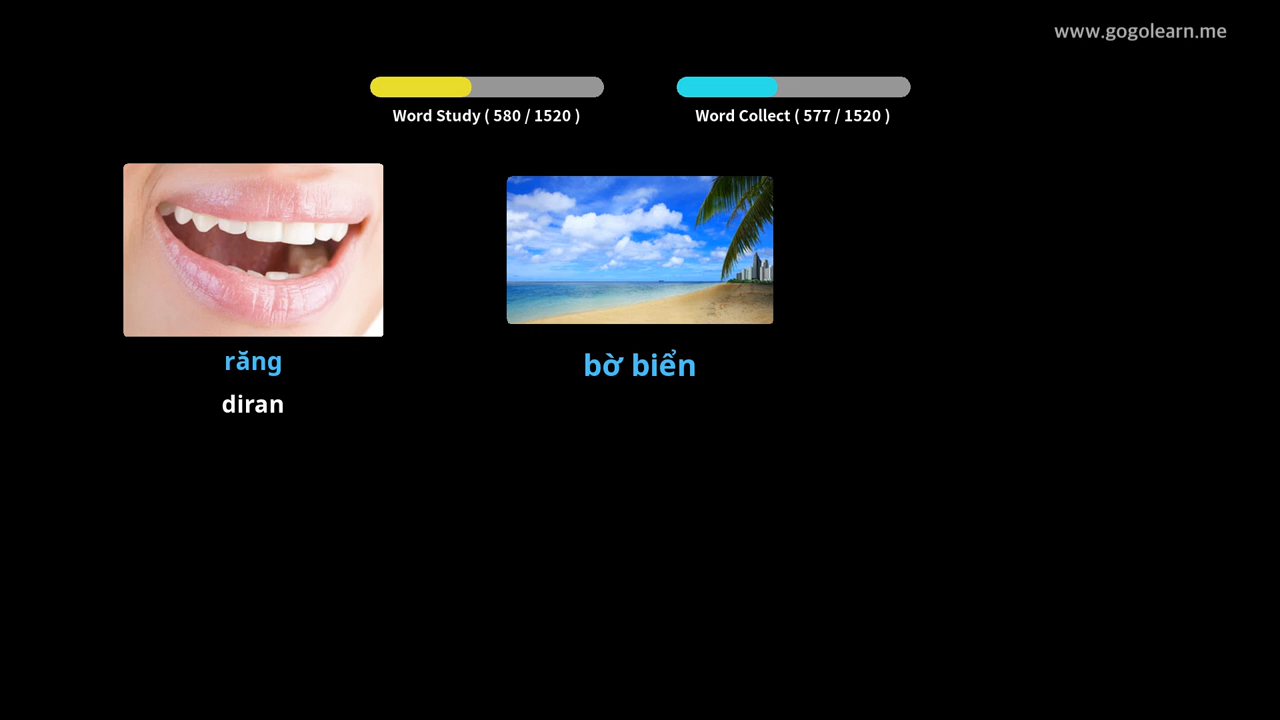 www.gogolearn.me
Word Study ( 580 / 1520 )
Word Collect ( 577 / 1520 )
răng
diran
bờ biển